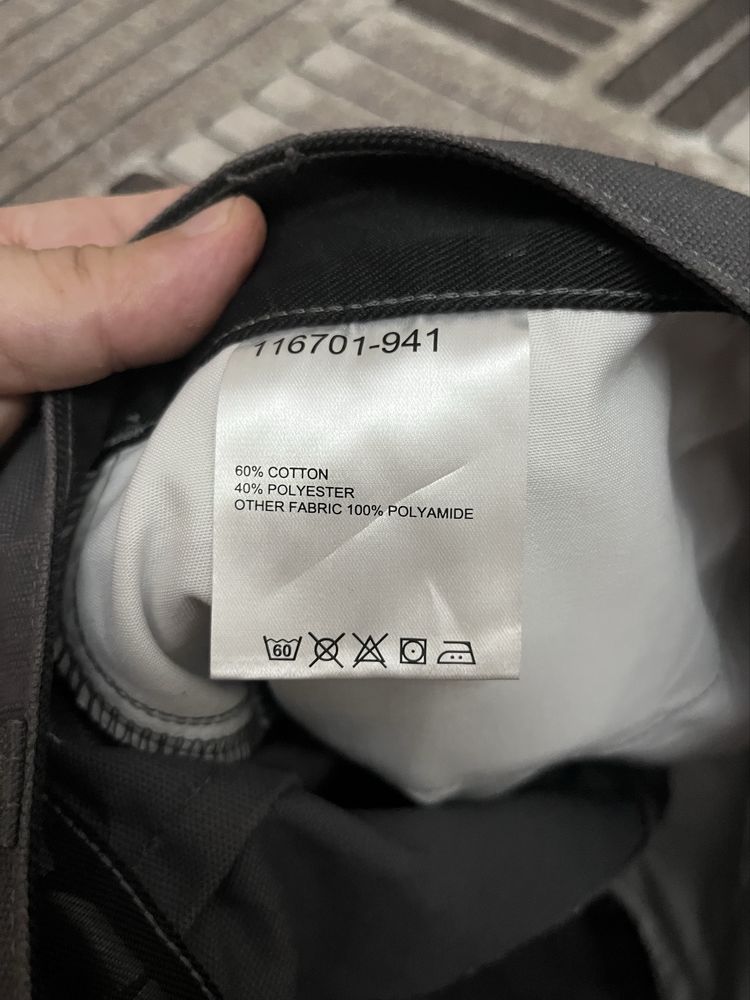 116701-941
60% COTTON
40% POLYESTER
OTHER FABRIC 100% POLYAMIDE
60